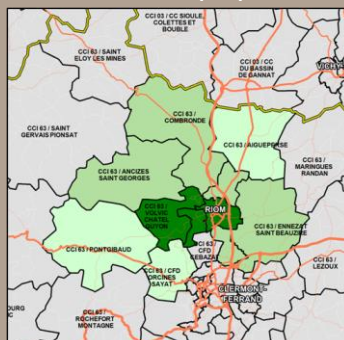 CCI 03 / CC SIOULE,
COLETTES ET
BOUBLE
CCI 63 / SAINT
ELOY LES MINES
CCI 03 / CC
DU BASSIN
DE GANNAT
VICHY
CCI 63 /
COMBRONDE
CCI 63 / SAINT
GERVAIS PIONSAT
CCI 63 / AIGUEPERSE
CCI 63 / ANCIZES
SAINT GEORGES
CCI 63 /
MARINGUES
RANDAN
CCI 63 /
VOLVIC
CHATEL
GUYON
RIOM
CCI 63 / ENNEZAT
SAINT BEAUZIRE
CCI 63 / PONTGIBAUD
CCI 63 /
CFD
CEBAZAT
CCI 63 / CFD
ORCINES
SAYAT
CCI 63 /
LEZOUX
CLERMONT-
FERRAND
OURG
CCI 63 /
ROCHEFORT
MONTAGNE